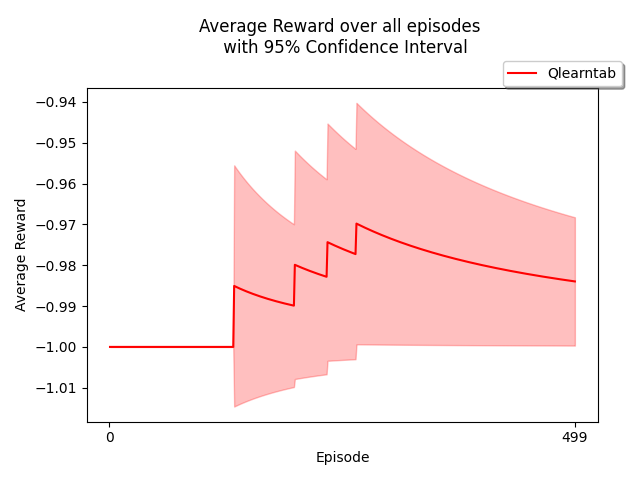 Average Reward over all episodes
with 95% Confidence Interval
Qlearntab
−0.94
−0.95
−0.96
−0.97
−0.98
−0.99
−1.00
−1.01
Average Reward
0
499
Episode